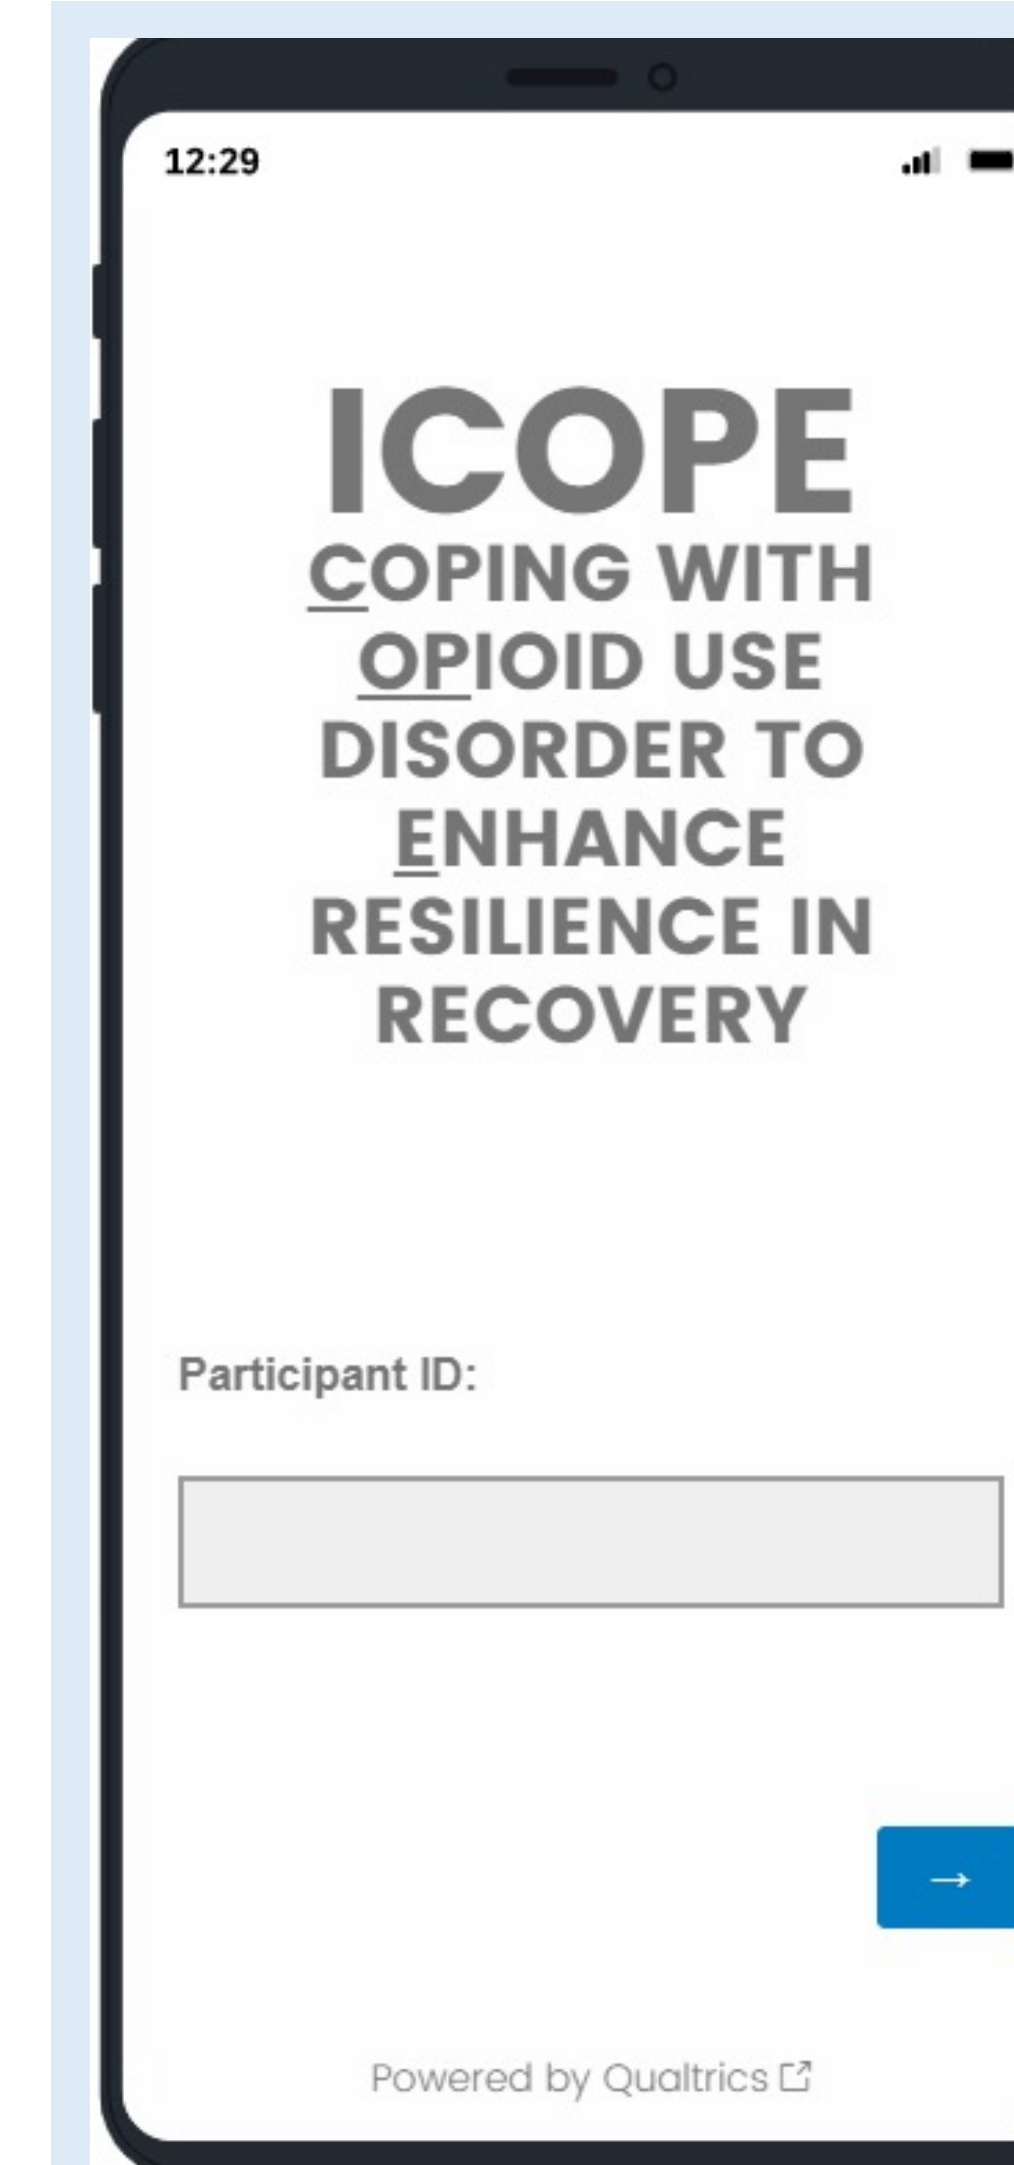 12:29
ICOPE
COPING WITH
OPIOID USE
DISORDER TO
ENHANCE
RESILIENCE IN
RECOVERY
Participant ID:
→
Powered by Qualtrics